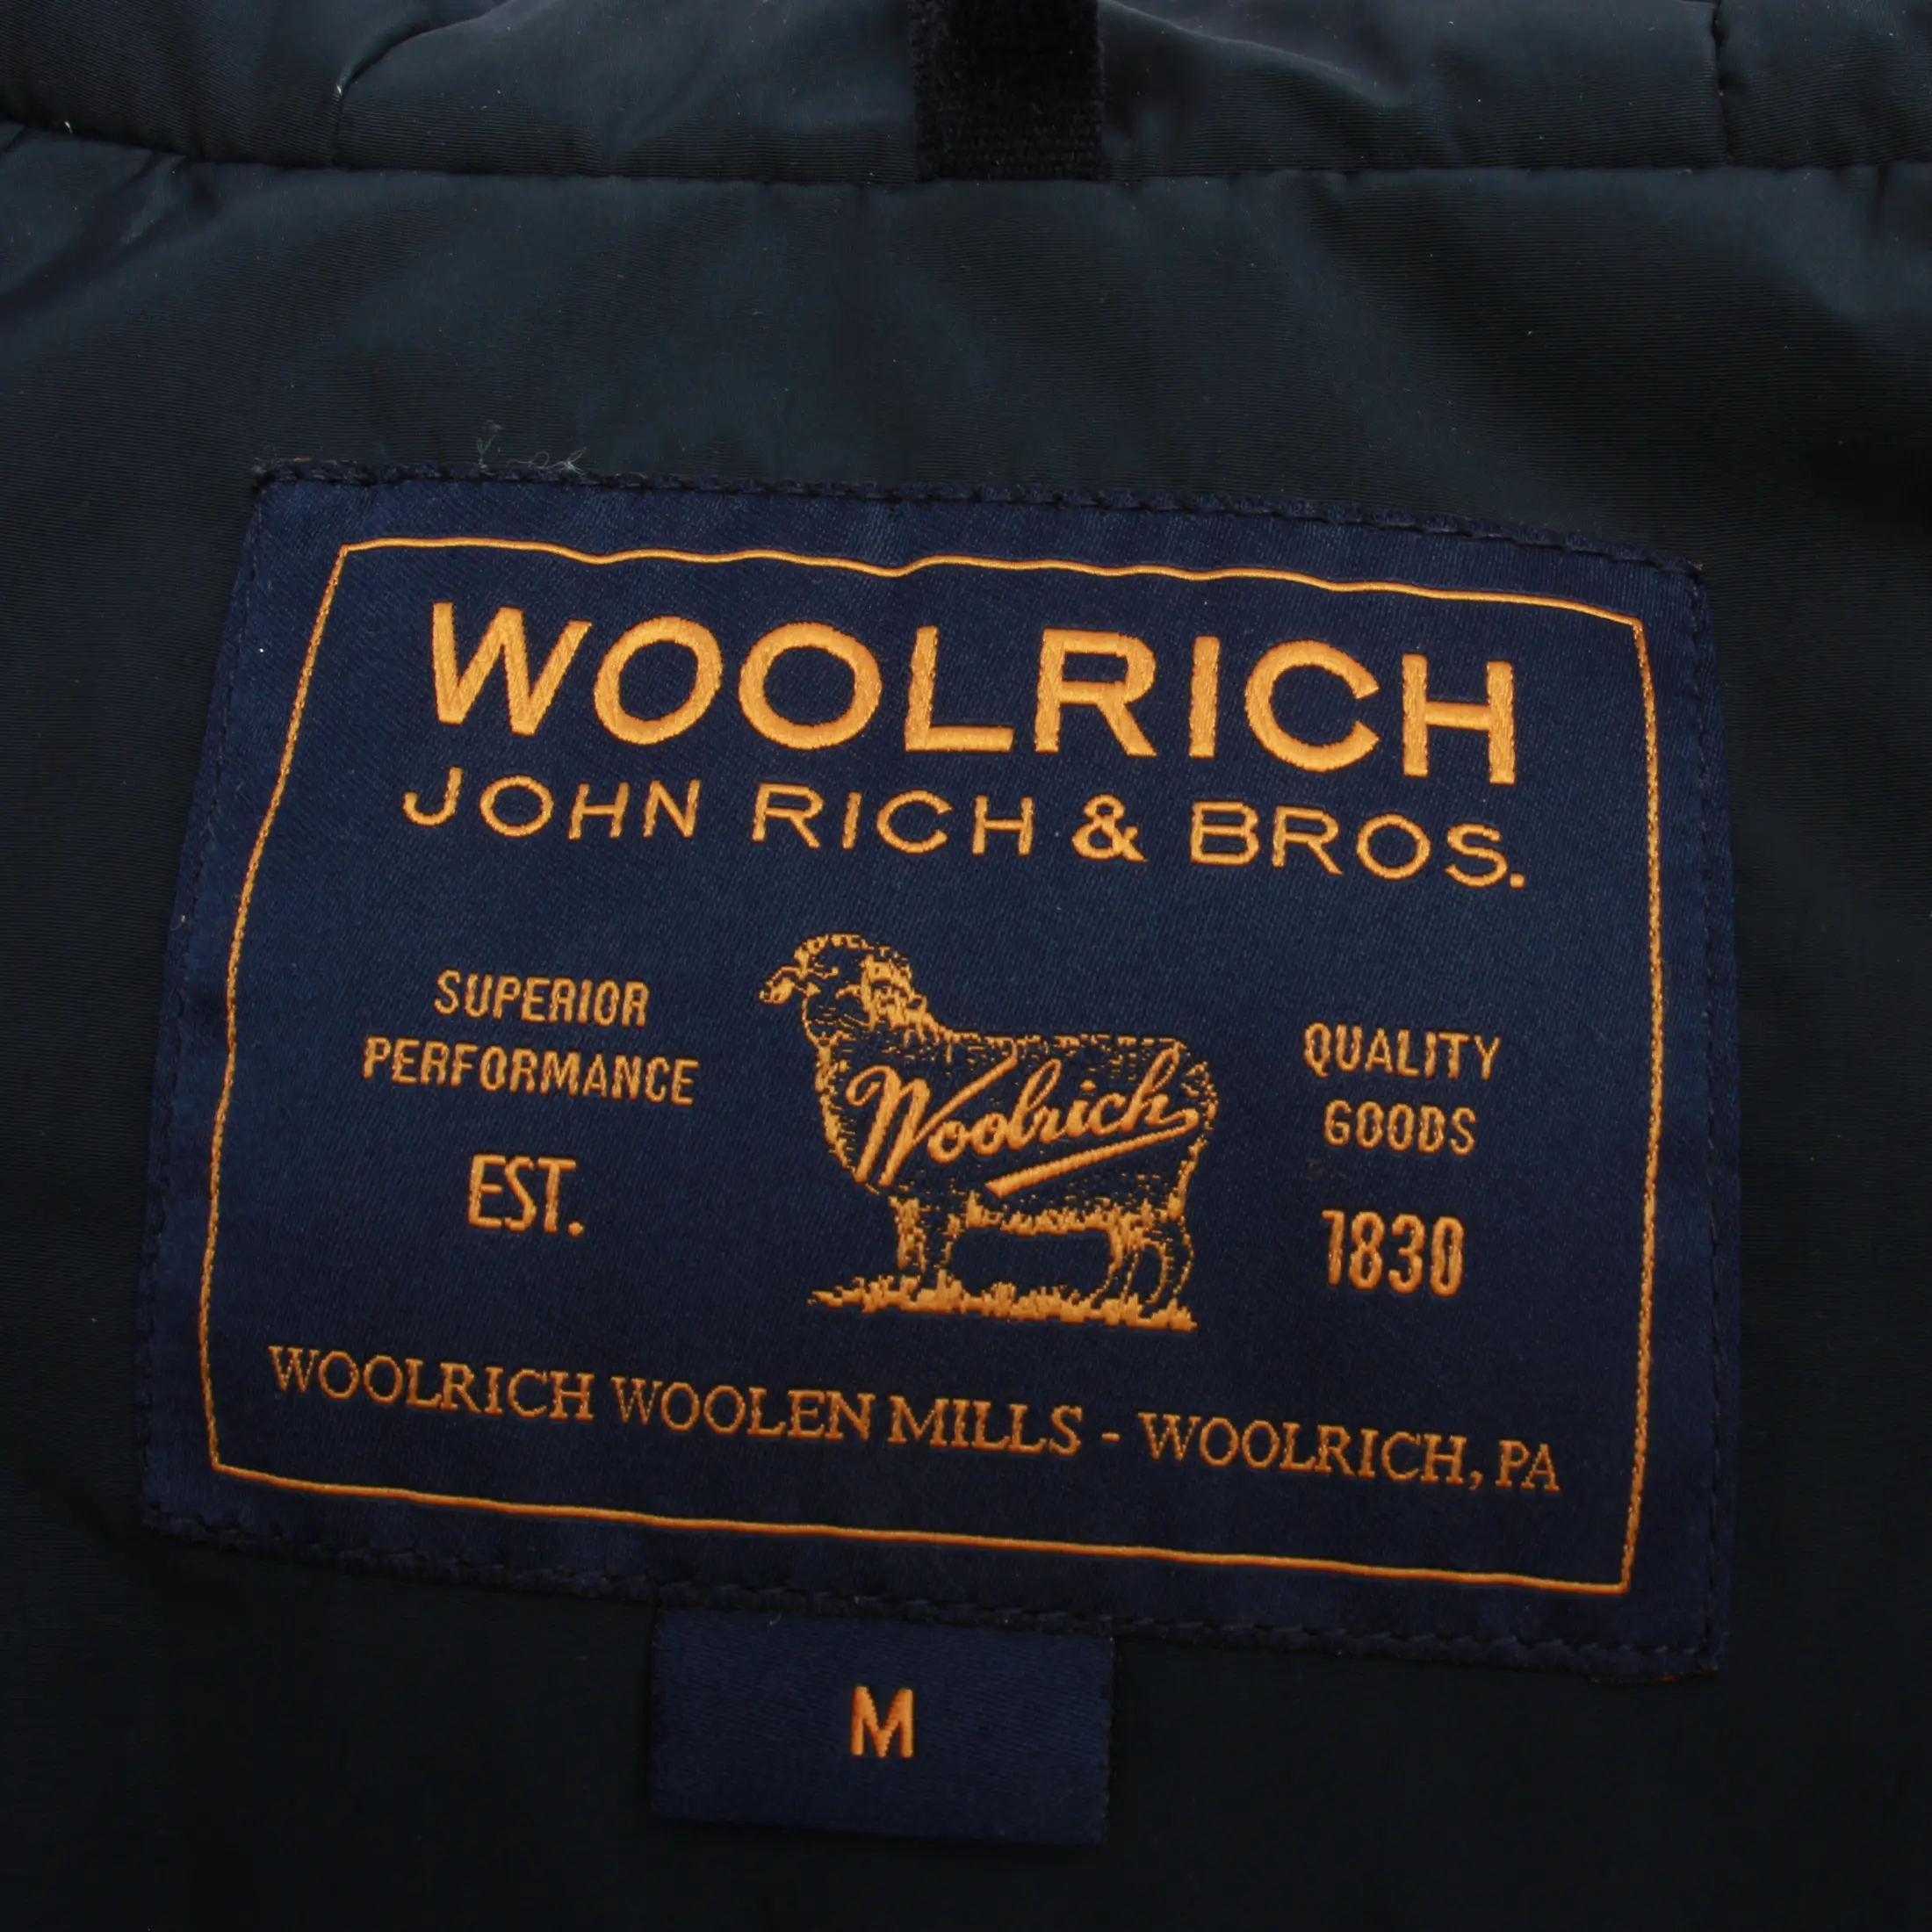 WOOLRICH
JOHN RICH & BROS.
SUPERIOR
PERFORMANCE
EST.
Woolrich
QUALITY
GOODS
1830
WOOLRICH WOOLEN MILLS - WOOLRICH, PA
M